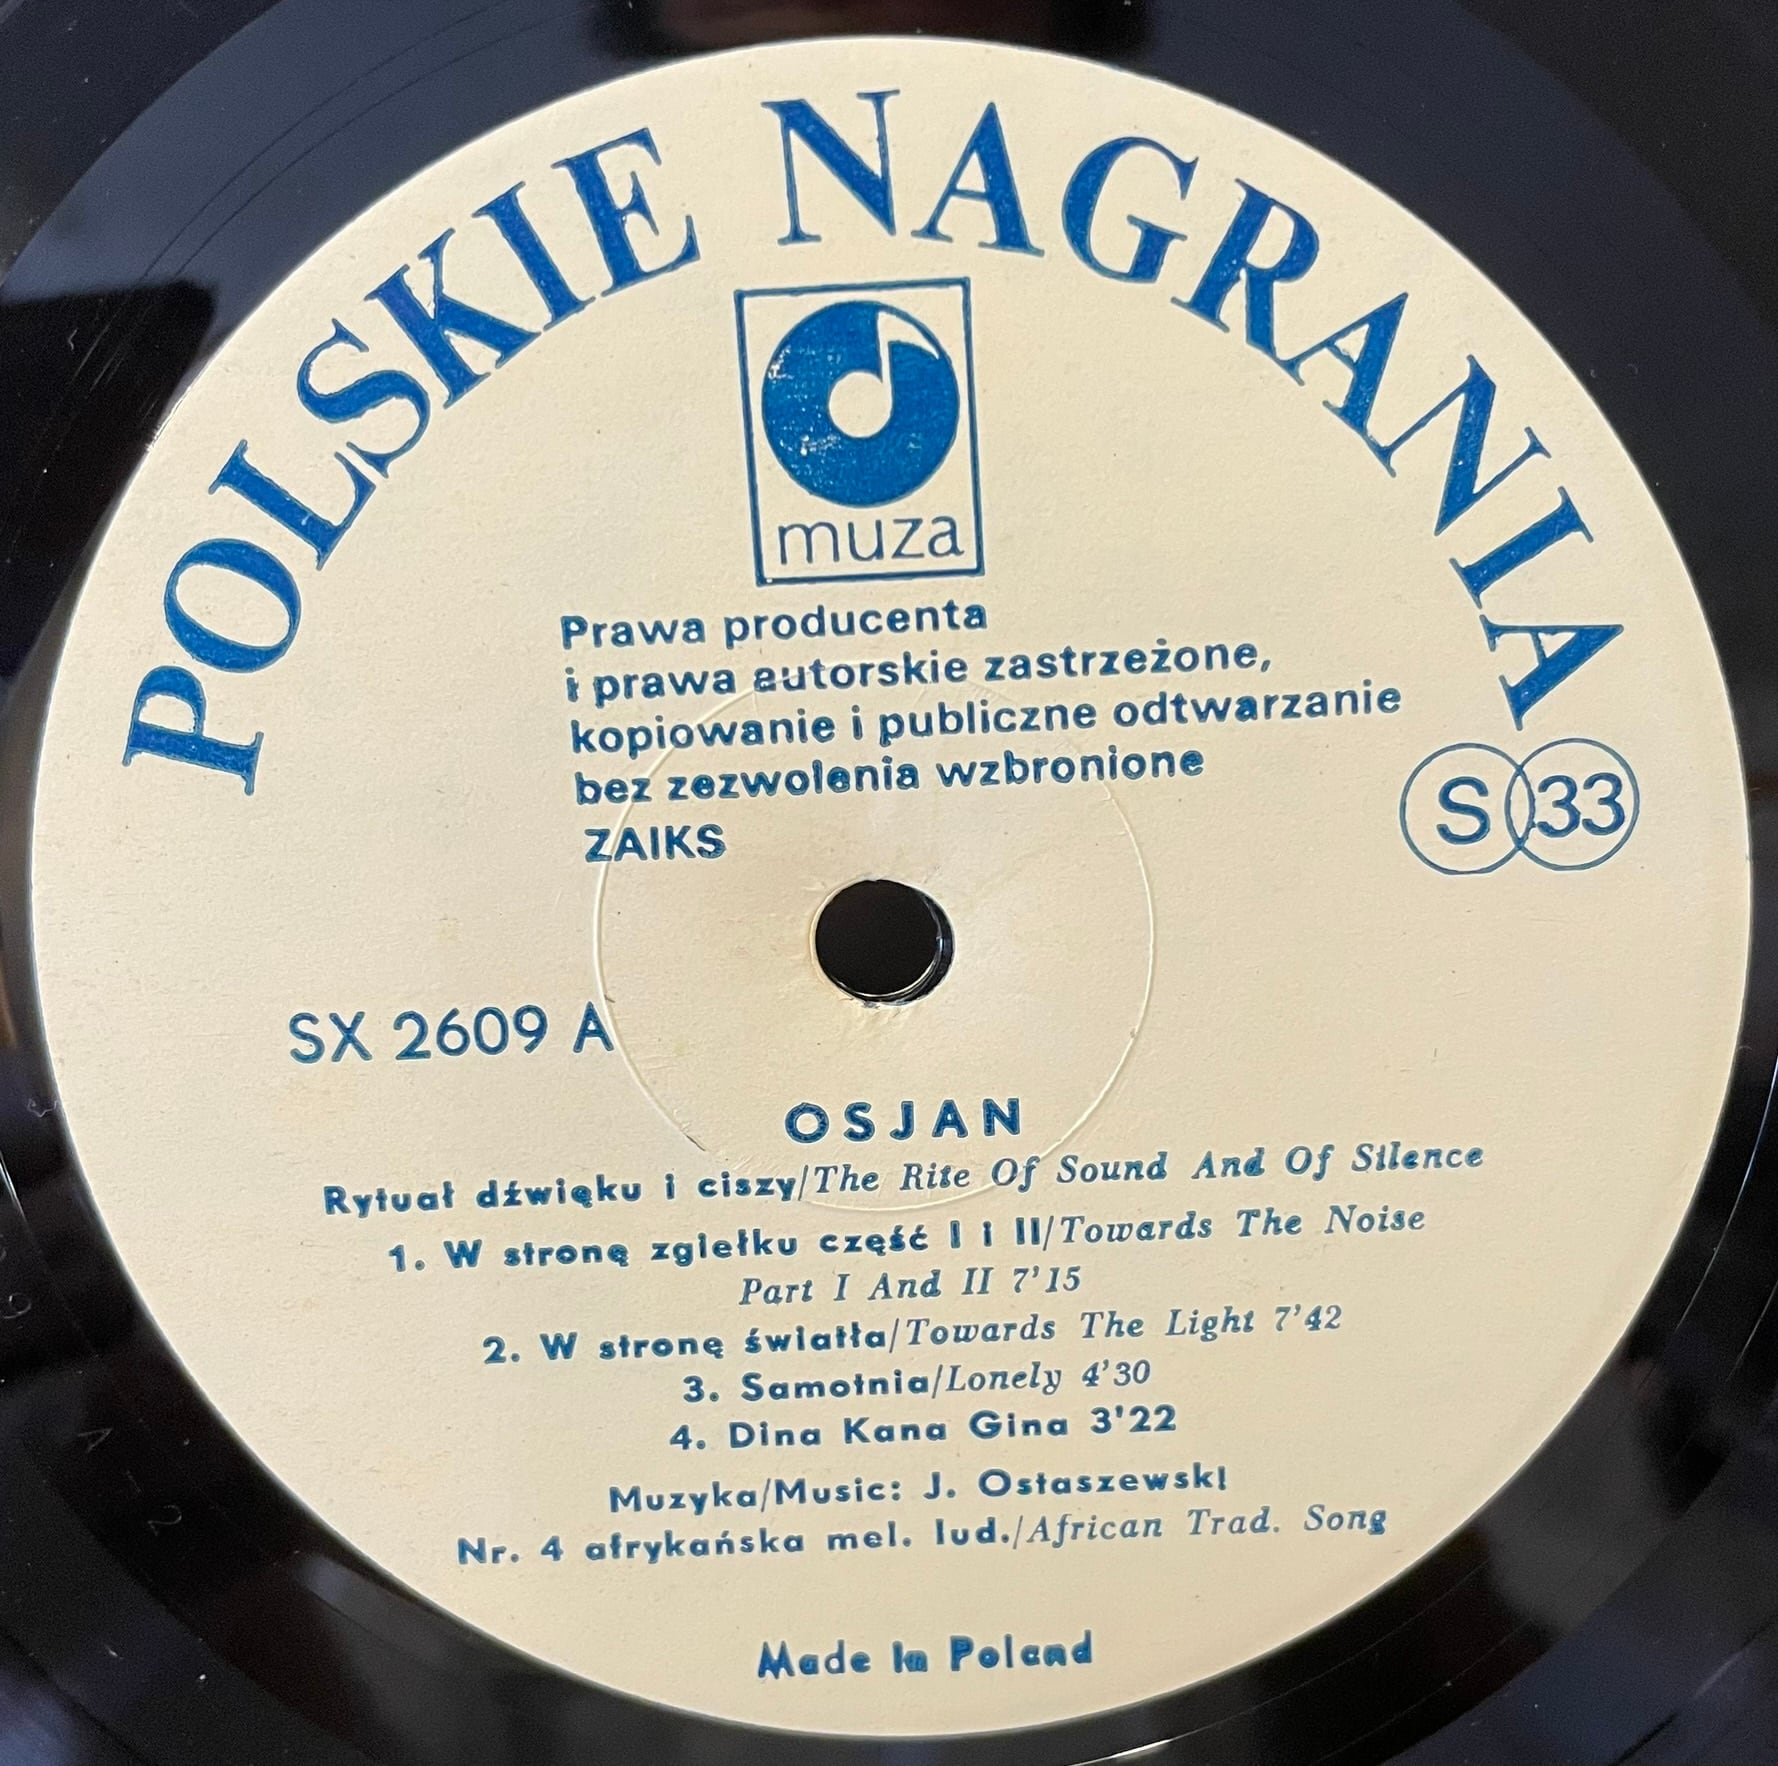 POLSKIE NAGRANIA
muza
Prawa producenta
i prawa autorskie zastrzeżone,
kopiowanie i publiczne odtwarzanie
bez zezwolenia wzbronione
ZAIKS
S 33
SX 2609 A
OSJAN
Rytuał dźwięku i ciszy/The Rite Of Sound And Of Silence
1. W stronę zgiełku część I i II/Towards The Noise
Part I And II 7'15
2. W stronę światła/Towards The Light 7'42
3. Samotnia/Lonely 4'30
4. Dina Kana Gina 3'22
Muzyka/Music: J. Ostaszewski
Nr. 4 afrykańska mel. lud./African Trad. Song
Made In Poland